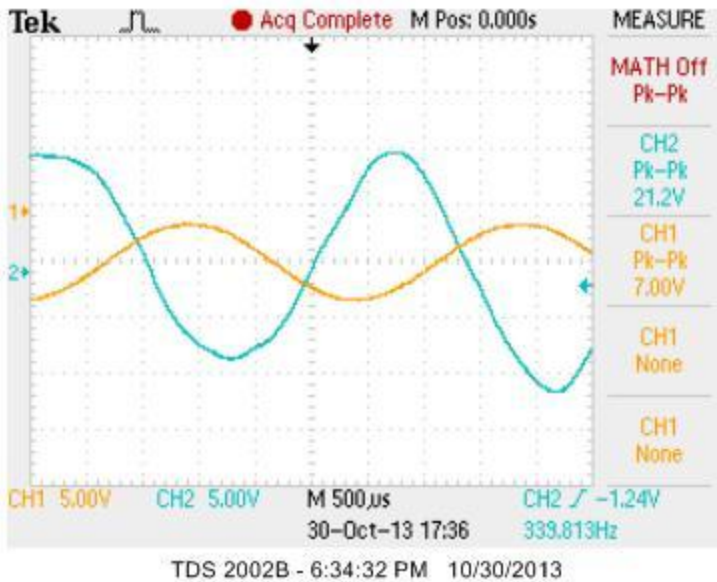 Tek Acq Complete M Pos: 0.000s MEASURE
MATH Off
Pk-Pk
CH2
Pk-Pk
21.2V
1
CH1
Pk-Pk
7.00V
2
CH1
None
CH1
None
CH1 5.00V CH2 5.00V M 500µs CH2 -1.24V
30-Oct-13 17:36 339.813Hz
TDS 2002B - 6:34:32 PM 10/30/2013